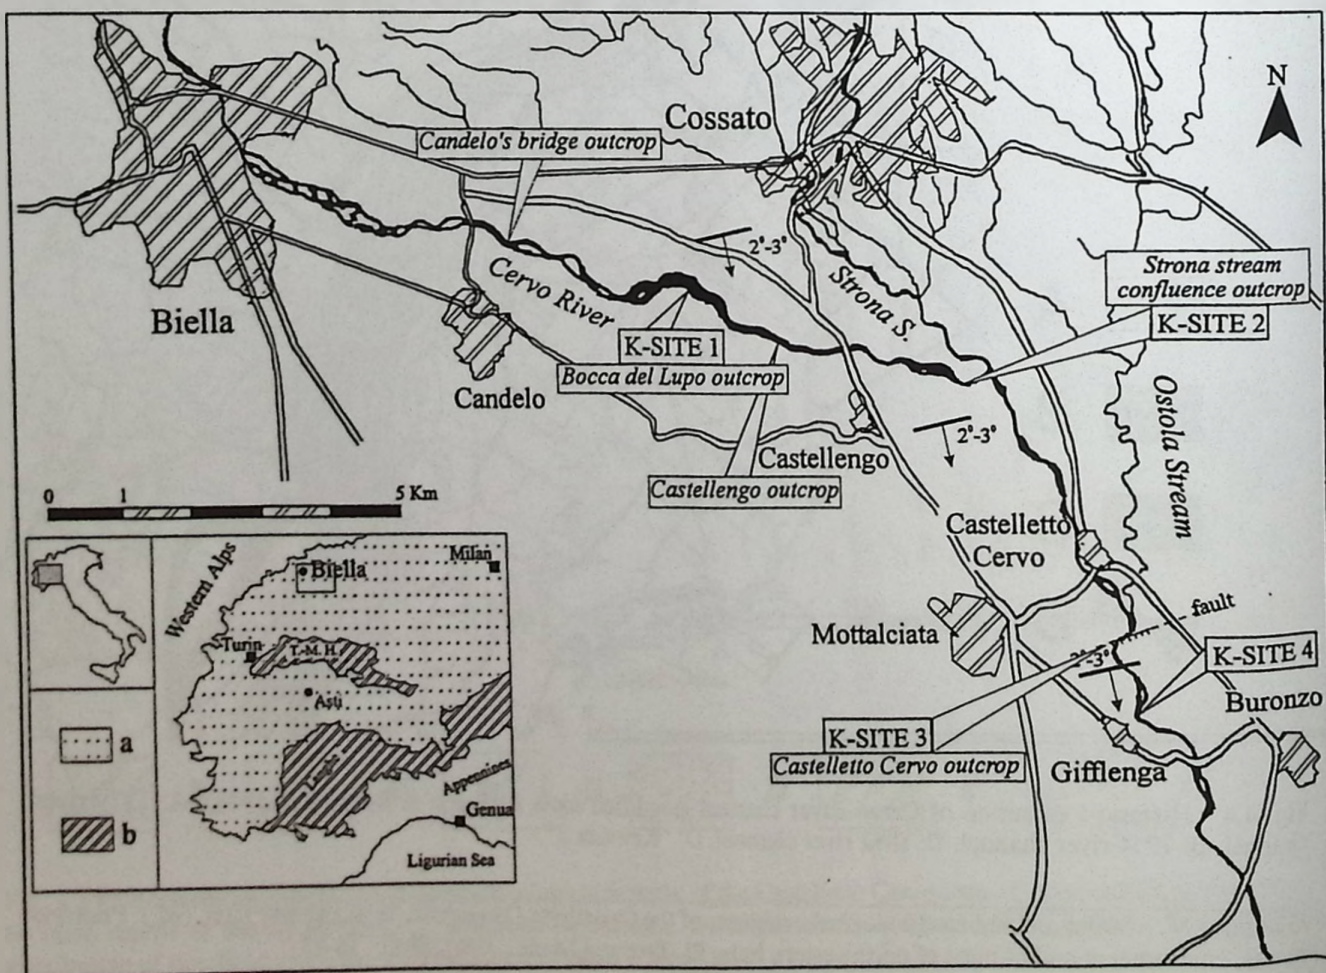 N
Cossato
Candelo's bridge outcrop
2°-3°
Strona stream
confluence outcrop
K-SITE 2
Cervo River
Strona S.
Biella
K-SITE 1
Bocca del Lupo outcrop
Candelo
Ostola Stream
2°-3°
Castellengo
Castellengo outcrop
0 1 5 Km
Castelletto
Cervo
fault
Mottalciata
2°-3°
K-SITE 4
Buronzo
K-SITE 3
Castelletto Cervo outcrop
Gifflenga
Western Alps
Biella
Milan
Turin
T.-M. H.
Asti
a
b
Langhe
Appennines
Genua
Ligurian Sea